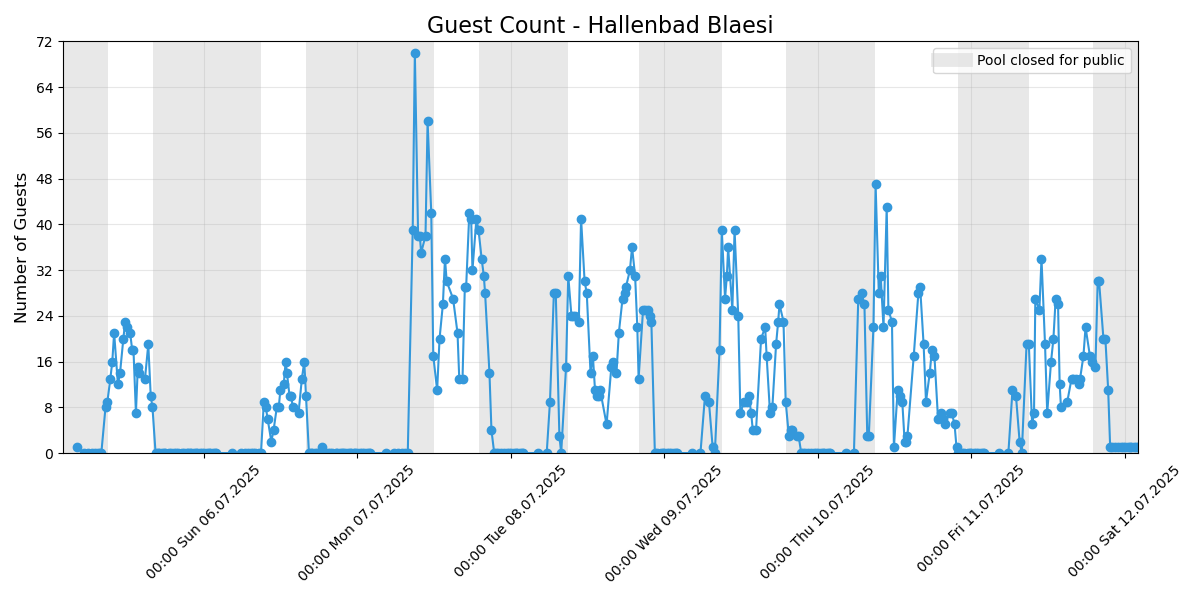 Guest Count - Hallenbad Blaesi
Pool closed for public
Number of Guests
72
64
56
48
40
32
24
16
8
0
00:00 Sun 06.07.2025
00:00 Mon 07.07.2025
00:00 Tue 08.07.2025
00:00 Wed 09.07.2025
00:00 Thu 10.07.2025
00:00 Fri 11.07.2025
00:00 Sat 12.07.2025